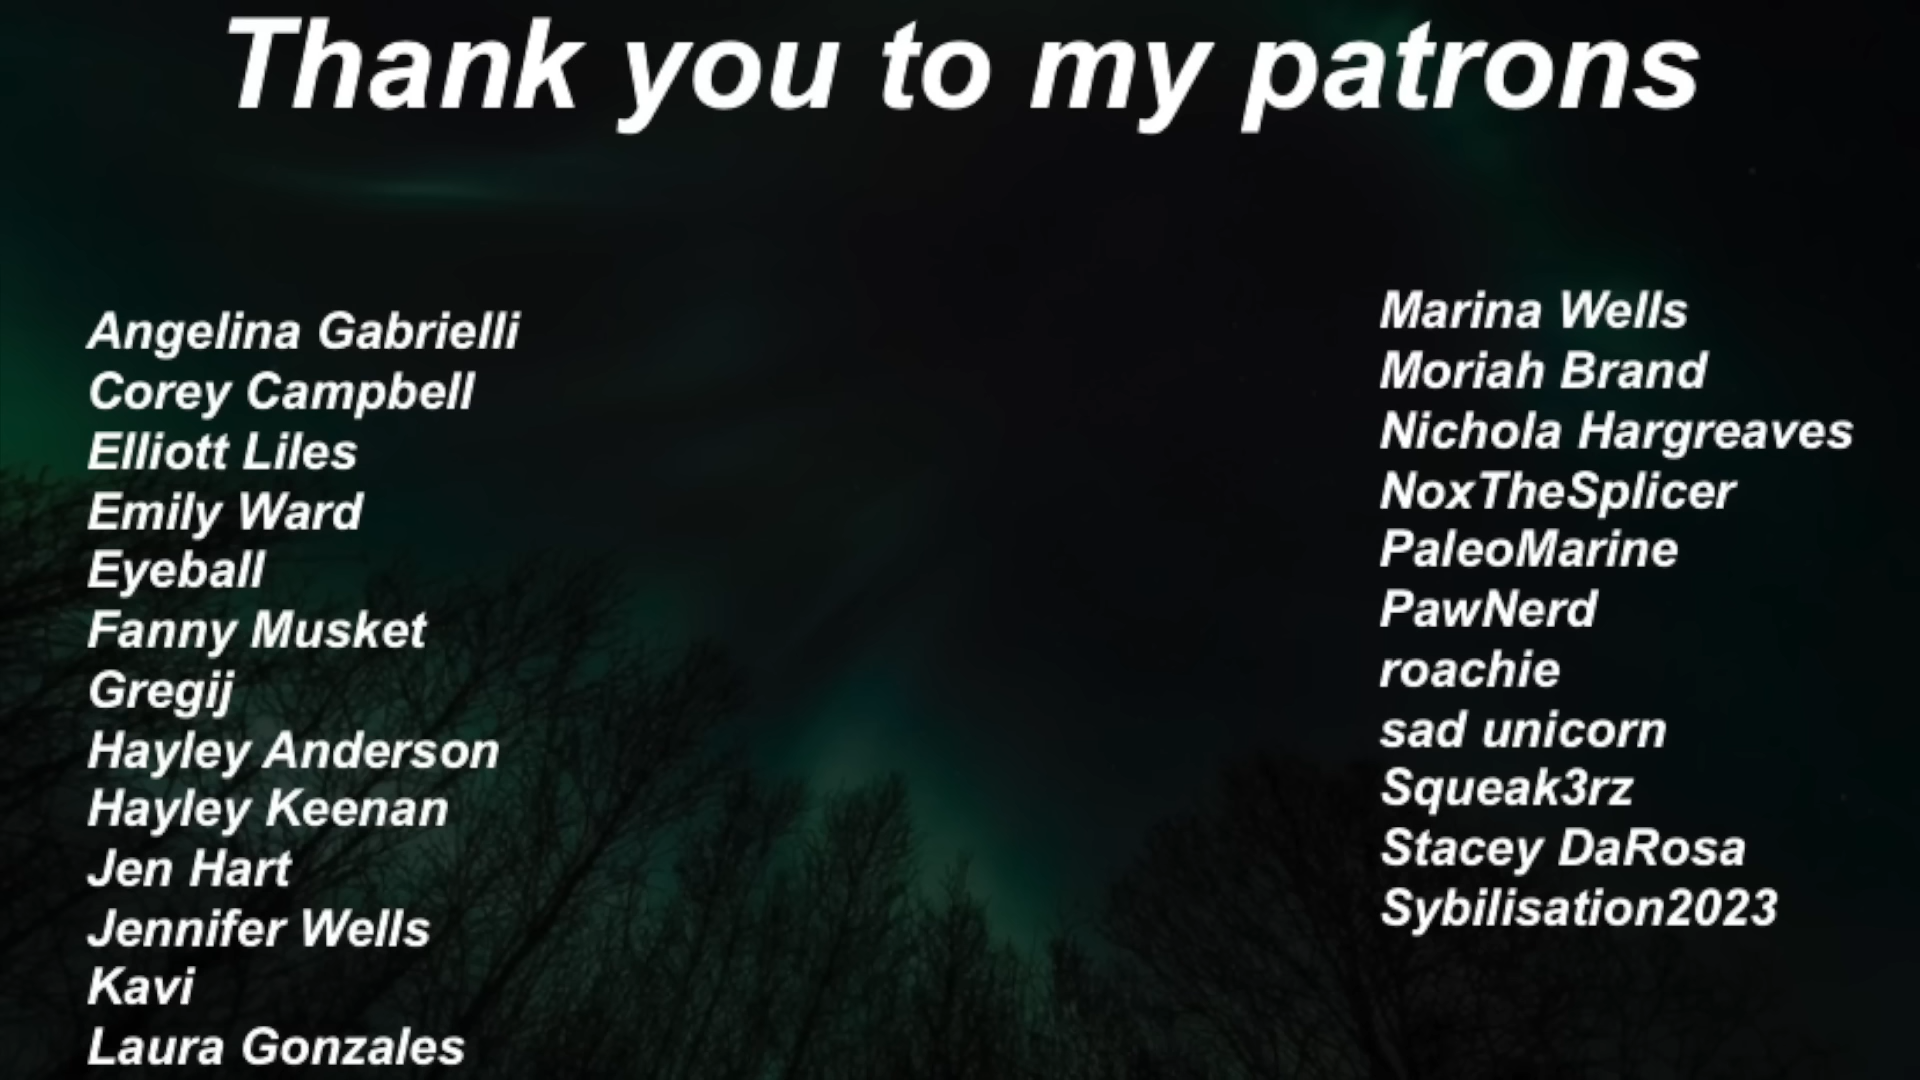 Thank you to my patrons
Angelina Gabrielli
Corey Campbell
Elliott Liles
Emily Ward
Eyeball
Fanny Musket
Gregij
Hayley Anderson
Hayley Keenan
Jen Hart
Jennifer Wells
Kavi
Laura Gonzales
Marina Wells
Moriah Brand
Nichola Hargreaves
NoxTheSplicer
PaleoMarine
PawNerd
roachie
sad unicorn
Squeak3rz
Stacey DaRosa
Sybilisation2023